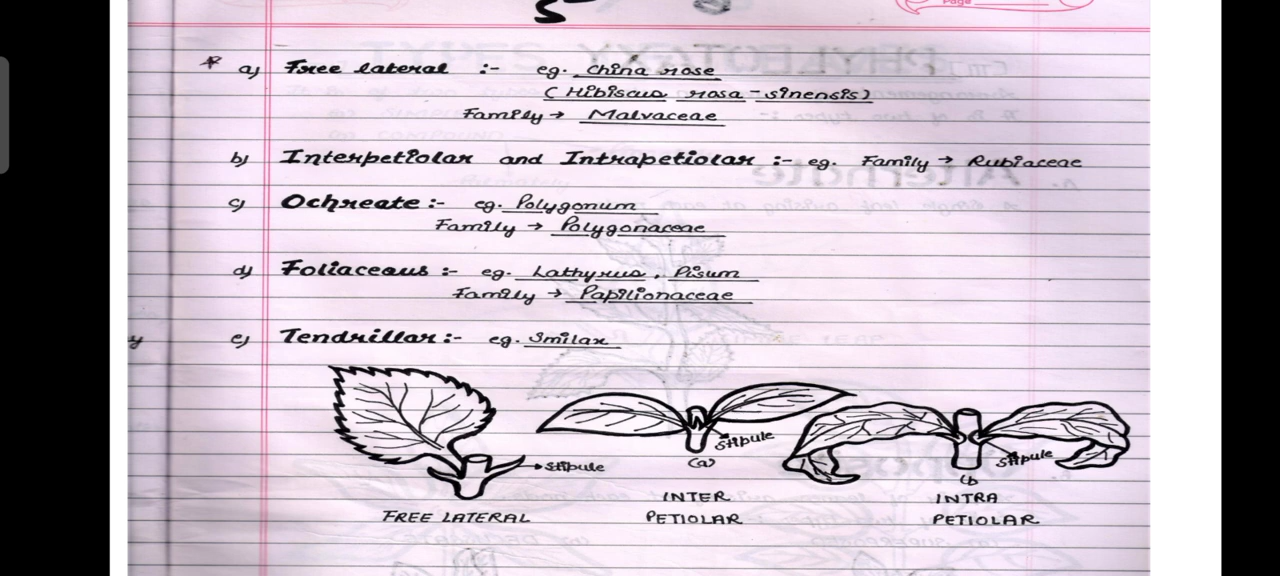 Page
* a) Free lateral :- eg. China rose
(Hibiscus rosa-sinensis)
Family → Malvaceae
b) Interpetiolar and Intrapetiolar :- eg. Family → Rubiaceae
c) Ochreate :- eg. Polygonum
Family → Polygonaceae
d) Foliaceous :- eg. Lathyrus, Pisum
Family → Papilionaceae
e) Tendrillar :- eg. Smilax
Stipule
FREE LATERAL
Stipule
(a)
INTER
PETIOLAR
Stipule
(b)
INTRA
PETIOLAR